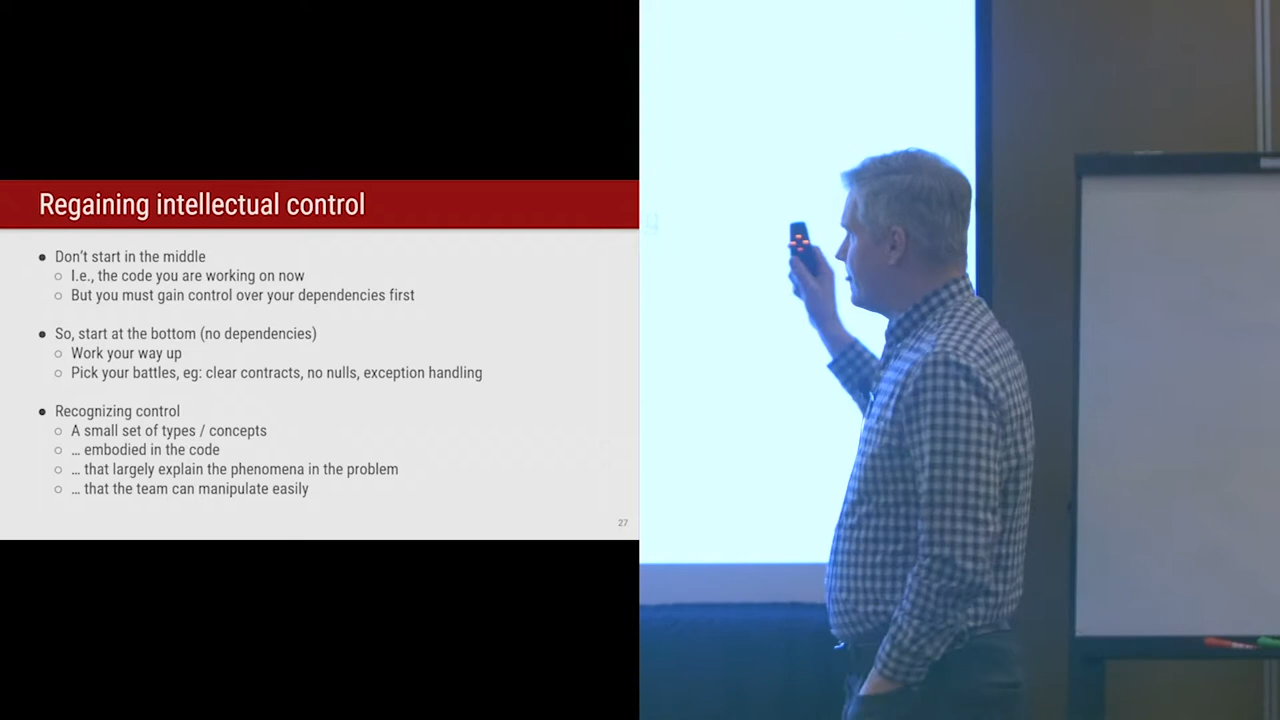 Regaining intellectual control
● Don't start in the middle
○ I.e., the code you are working on now
○ But you must gain control over your dependencies first
● So, start at the bottom (no dependencies)
○ Work your way up
○ Pick your battles, eg: clear contracts, no nulls, exception handling
● Recognizing control
○ A small set of types / concepts
○ … embodied in the code
○ … that largely explain the phenomena in the problem
○ … that the team can manipulate easily
27